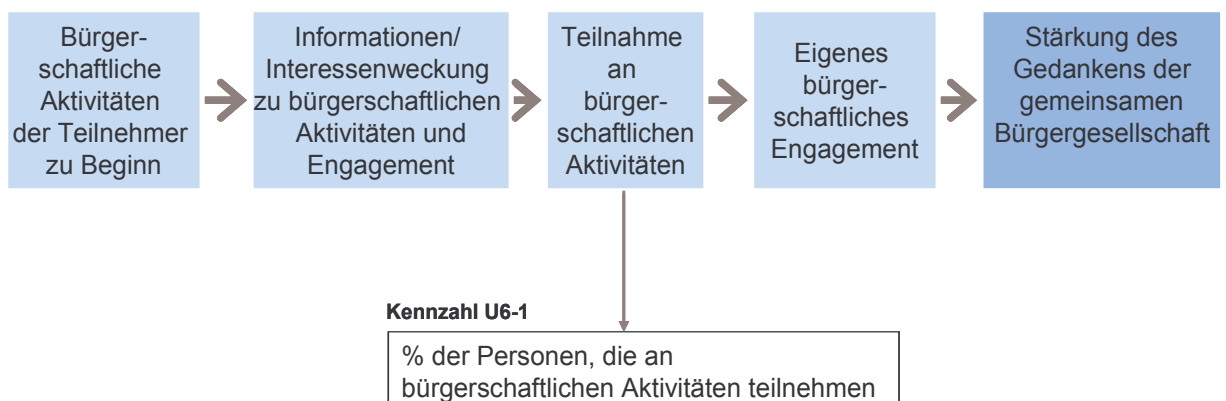 Bürger-
schaftliche
Aktivitäten
der Teilnehmer
zu Beginn
Informationen/
Interessenweckung
zu bürgerschaftlichen
Aktivitäten und
Engagement
Teilnahme
an
bürger-
schaftlichen
Aktivitäten
Eigenes
bürger-
schaftliches
Engagement
Stärkung des
Gedankens der
gemeinsamen
Bürgergesellschaft
Kennzahl U6-1
% der Personen, die an
bürgerschaftlichen Aktivitäten teilnehmen